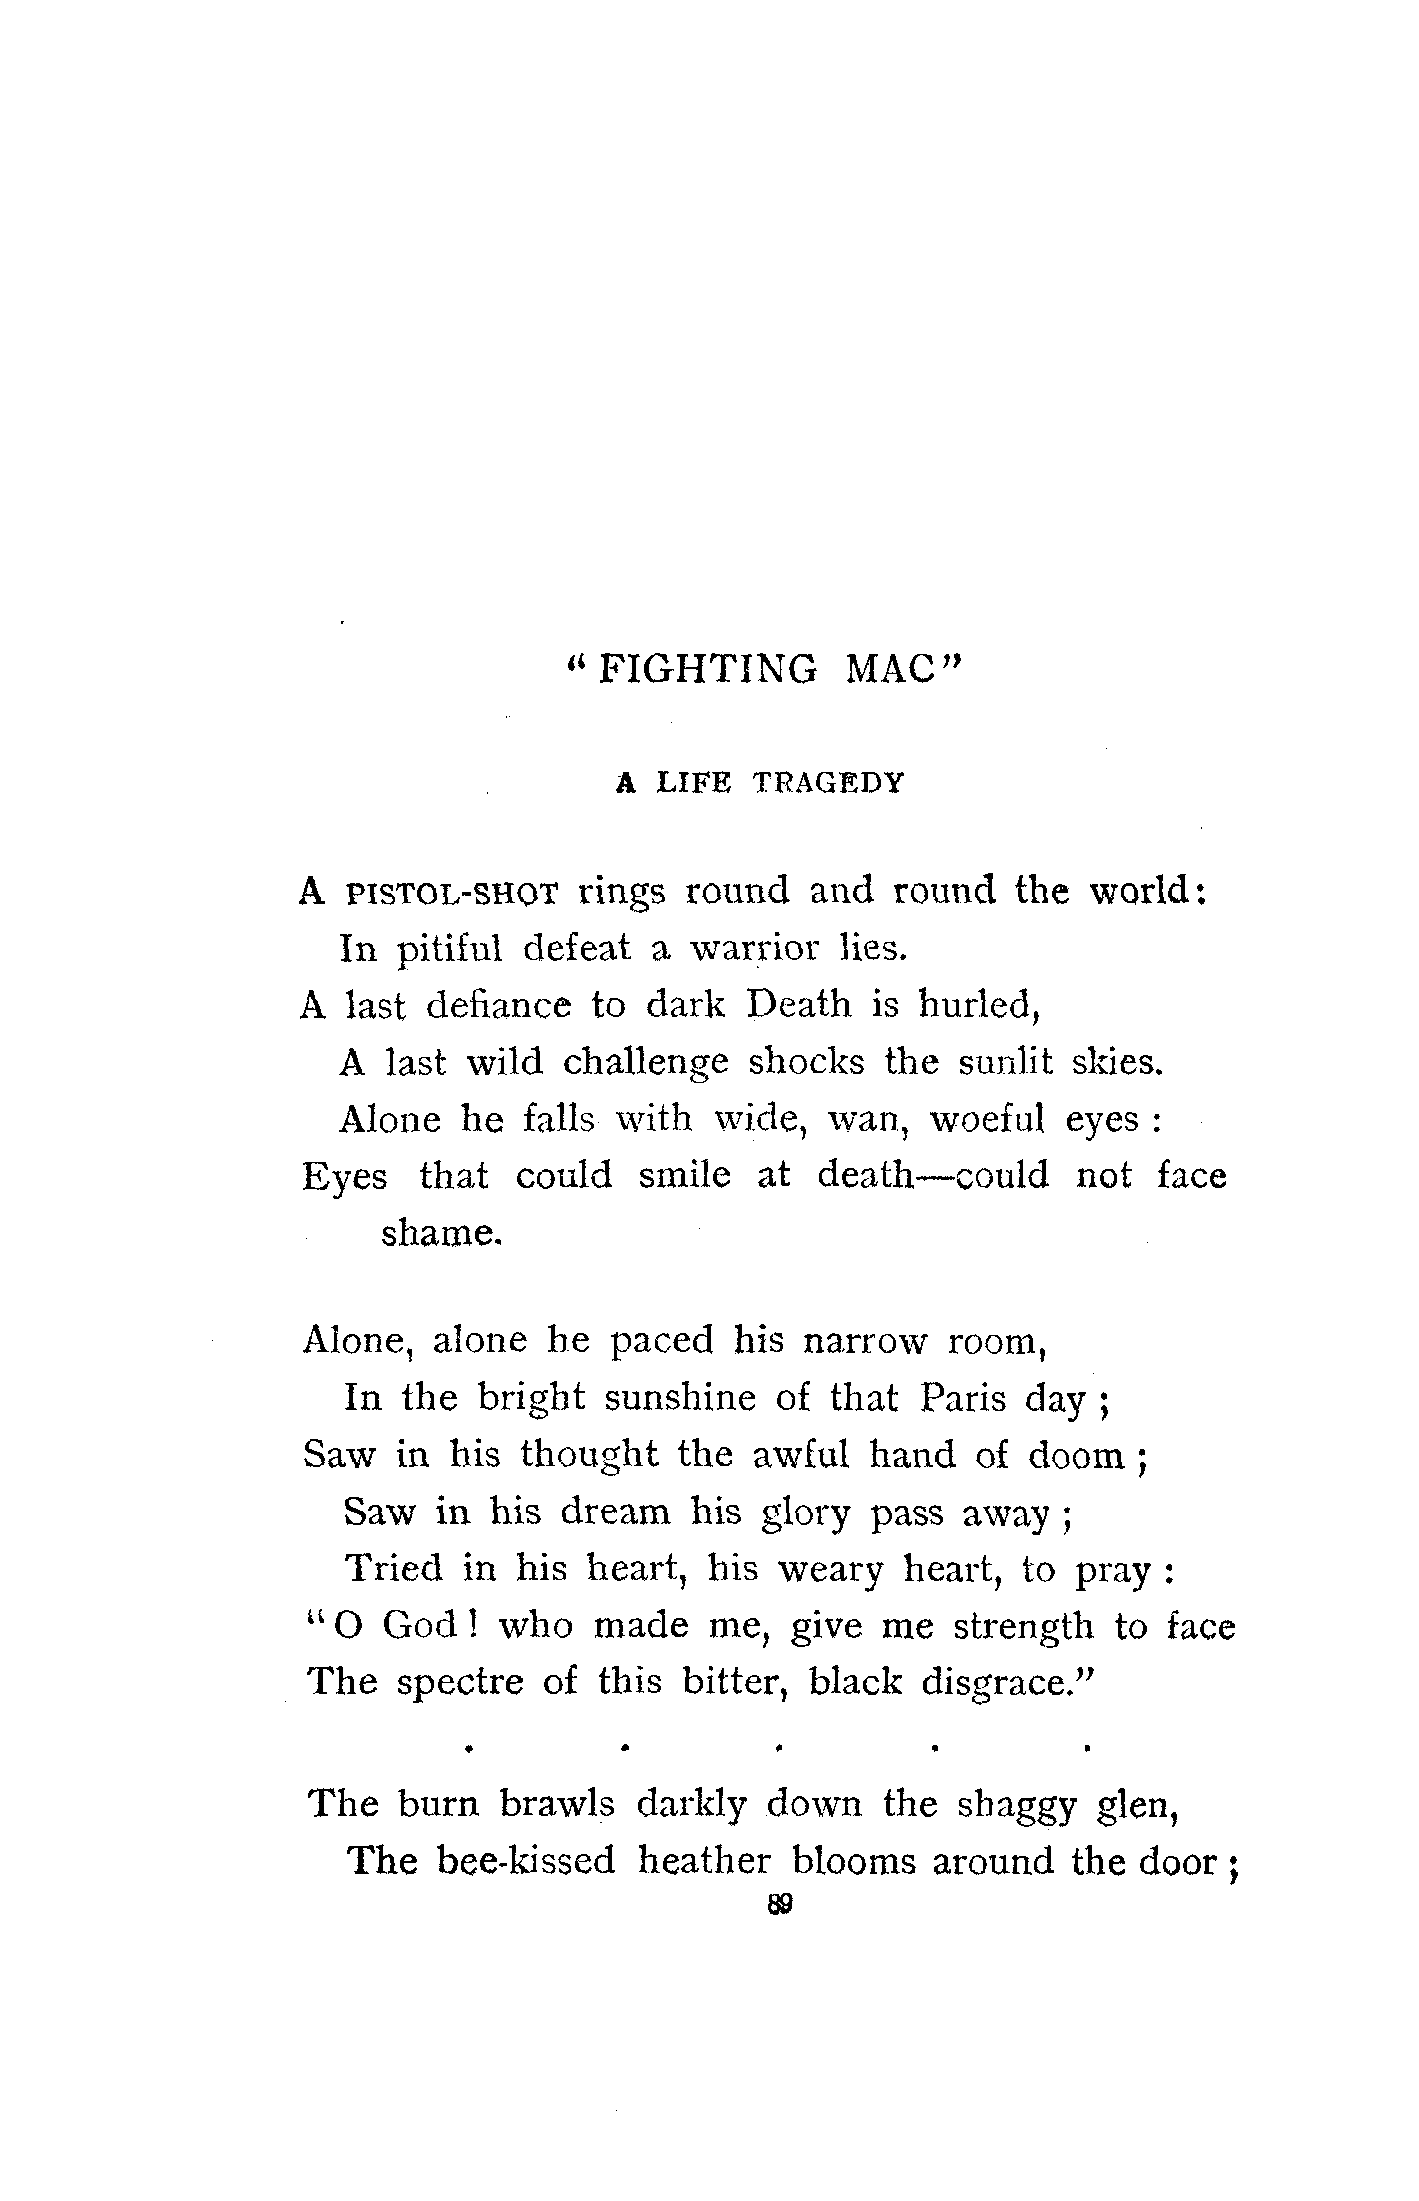 “ FIGHTING MAC”
A LIFE TRAGEDY
A PISTOL-SHOT rings round and round the world:
In pitiful defeat a warrior lies.
A last defiance to dark Death is hurled,
A last wild challenge shocks the sunlit skies.
Alone he falls with wide, wan, woeful eyes :
Eyes that could smile at death—could not face
shame.
Alone, alone he paced his narrow room,
In the bright sunshine of that Paris day ;
Saw in his thought the awful hand of doom ;
Saw in his dream his glory pass away ;
Tried in his heart, his weary heart, to pray :
“ O God ! who made me, give me strength to face
The spectre of this bitter, black disgrace.”
. . . . .
The burn brawls darkly down the shaggy glen,
The bee-kissed heather blooms around the door ;
89